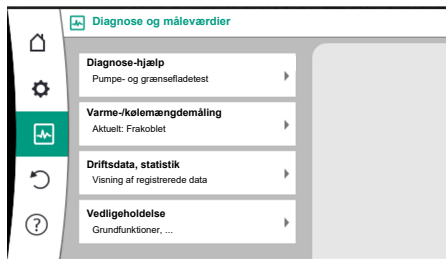 Diagnose og måleværdier
Diagnose-hjælp
Pumpe- og grænsefladetest
Varme-/kølemængdemåling
Aktuelt: Frakoblet
Driftsdata, statistik
Visning af registrerede data
Vedligeholdelse
Grundfunktioner, ...
?